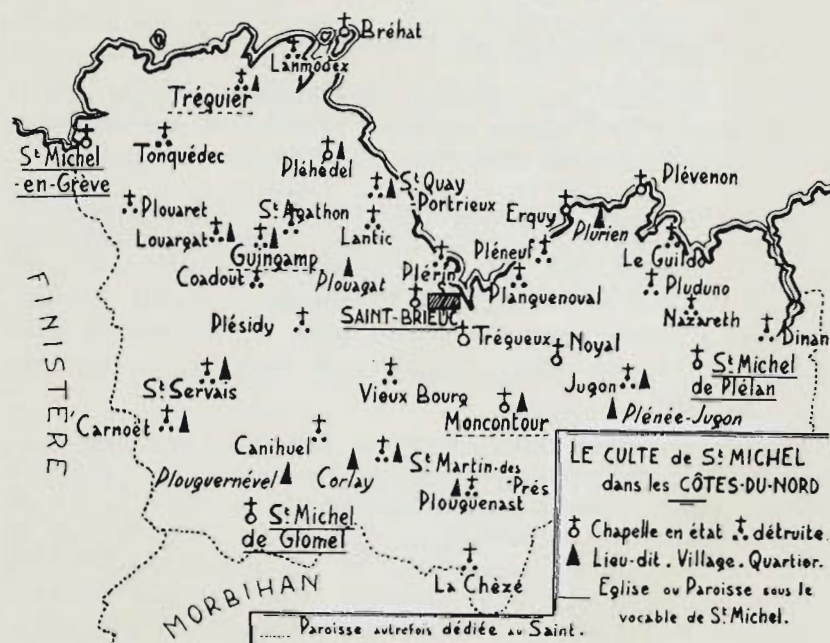 Bréhat
Lanmodex
Tréguier
St Michel
-en-Grève
Tonquédec
Pléhédel
Plévenon
Plouaret
St Agathon
St Quay
Portrieux
Erquy
Plurien
Louargat
Guingamp
Lantic
Pléneuf
Le Guildo
Coadout
Plouagat
Plérin
Planguenoval
Pluduno
SAINT-BRIEUC
Nazareth
Plésidy
Trégueux
Noyal
Dinan
FINISTÈRE
St Servais
Vieux Bourg
Jugon
St Michel
de Plélan
Moncontour
Plénée-Jugon
Carnoët
Canihuel
Plouguernével
Corlay
St Martin-des
-Prés
Plouguenast
St Michel
de Glomel
La Chèze
MORBIHAN
LE CULTE de St MICHEL
dans les CÔTES-DU-NORD
Chapelle en état détruite.
Lieu-dit. Village. Quartier.
Eglise ou Paroisse sous le
vocable de St Michel.
Paroisse autrefois dédiée au Saint.